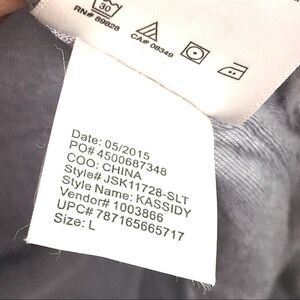 30
RN# 89828
CA# 08349
Date: 05/2015
PO# 4500687348
COO: CHINA
Style# JSK11728-SLT
Style Name: KASSIDY
Vendor# 1003866
UPC# 787165665717
Size: L